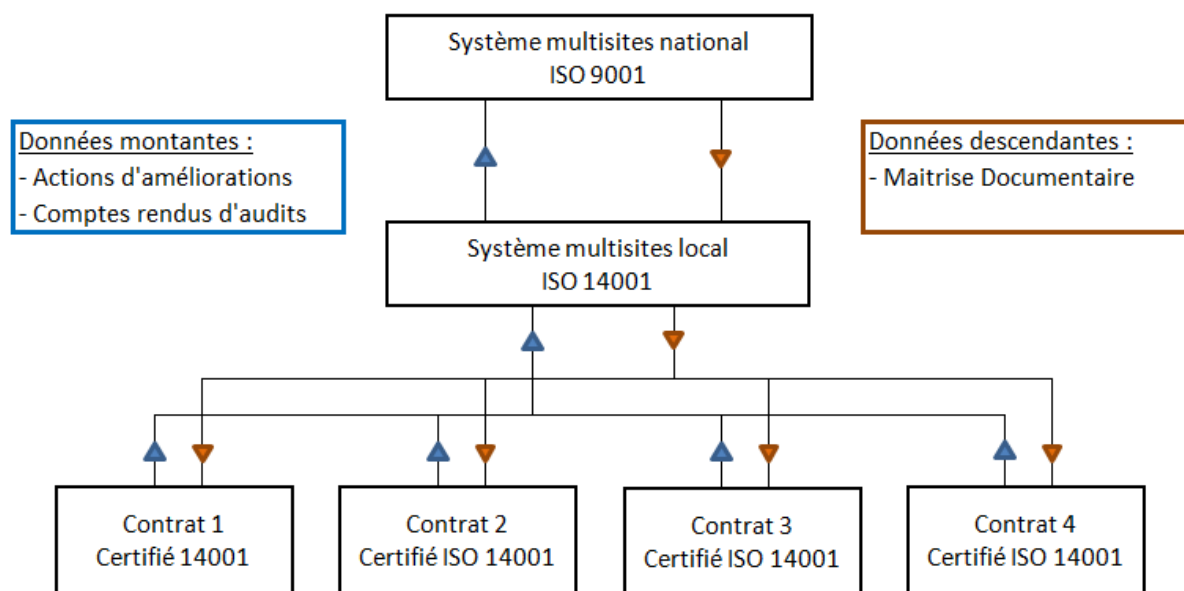 Système multisites national
ISO 9001
Données montantes :
- Actions d'améliorations
- Comptes rendus d'audits
Données descendantes :
- Maitrise Documentaire
Système multisites local
ISO 14001
Contrat 1
Certifié 14001
Contrat 2
Certifié ISO 14001
Contrat 3
Certifié ISO 14001
Contrat 4
Certifié ISO 14001